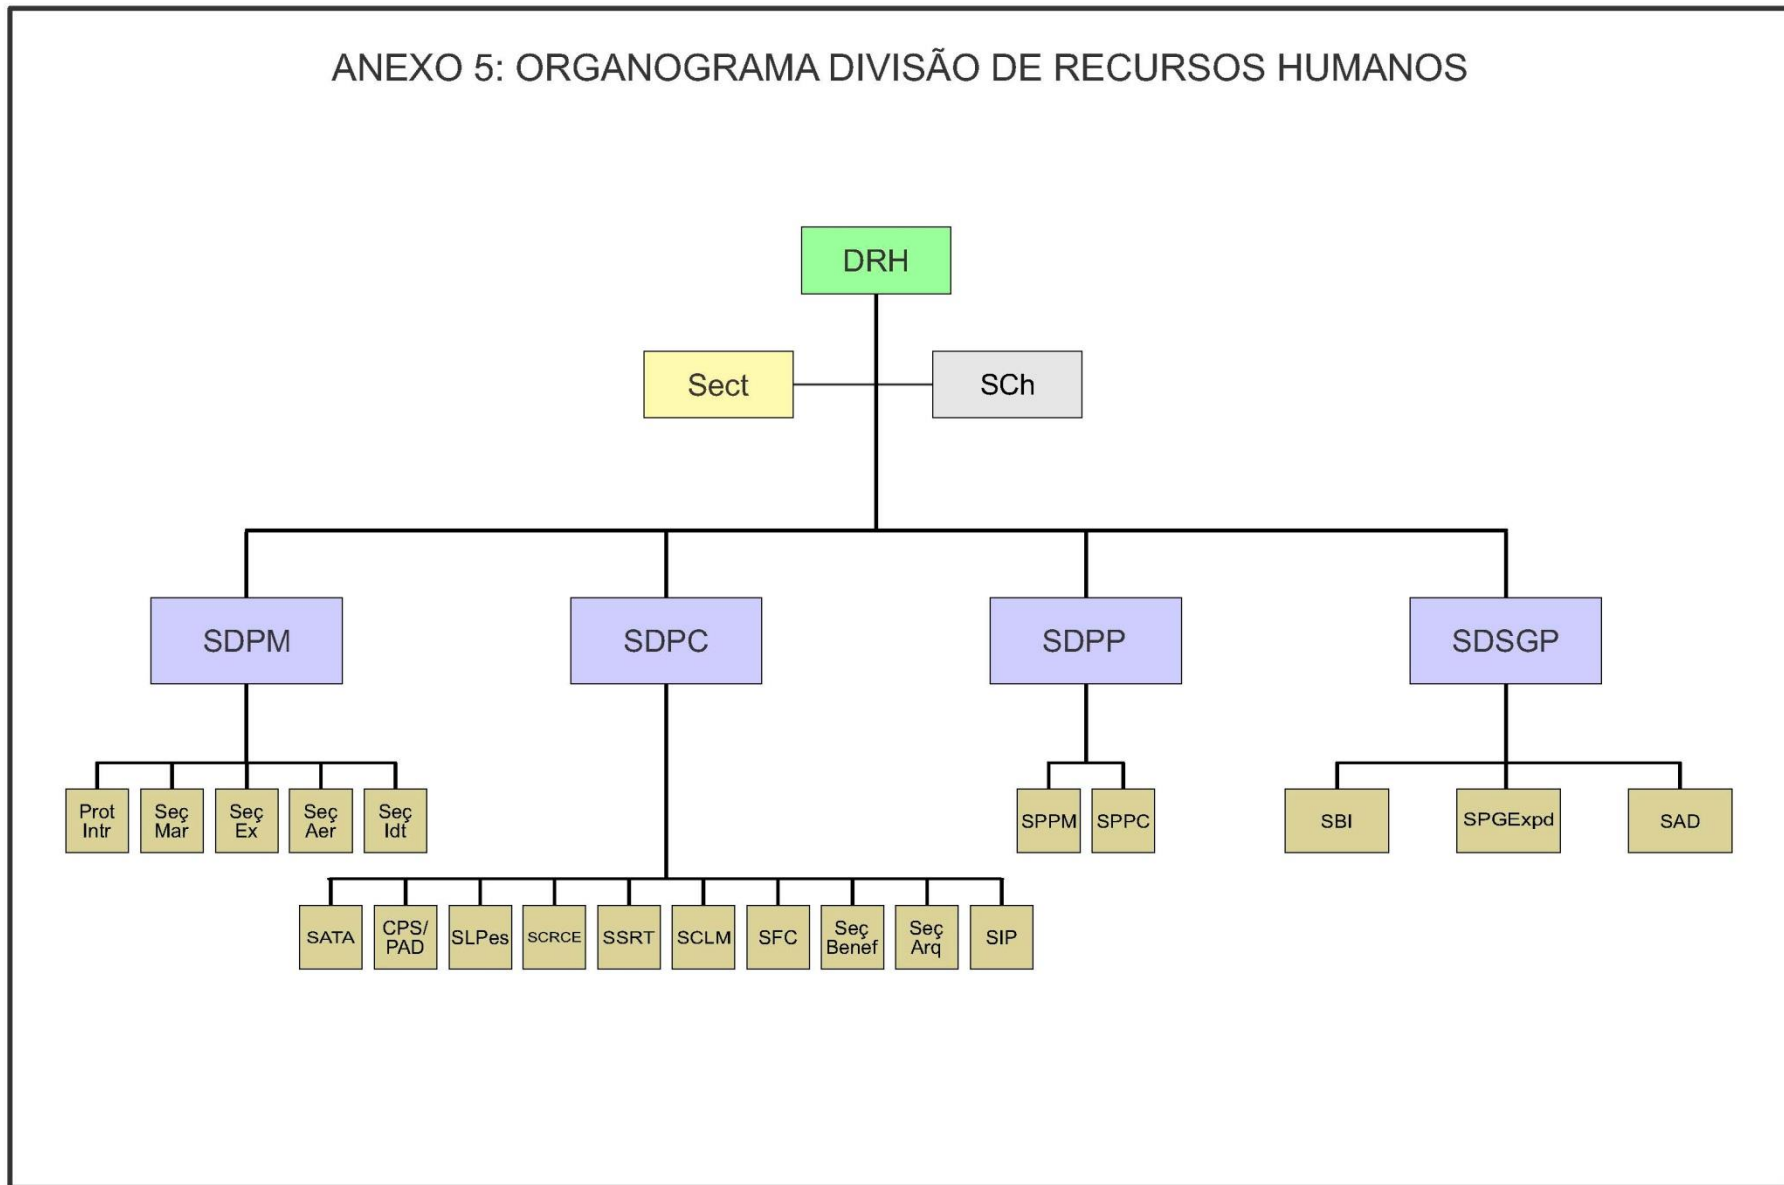 ANEXO 5: ORGANOGRAMA DIVISÃO DE RECURSOS HUMANOS
DRH
Sect
SCh
SDPM
SDPC
SDPP
SDSGP
Prot
Intr
Seç
Mar
Seç
Ex
Seç
Aer
Seç
Idt
SPPM
SPPC
SBI
SPGExpd
SAD
SATA
CPS/
PAD
SLPes
SCRCE
SSRT
SCLM
SFC
Seç
Benef
Seç
Arq
SIP